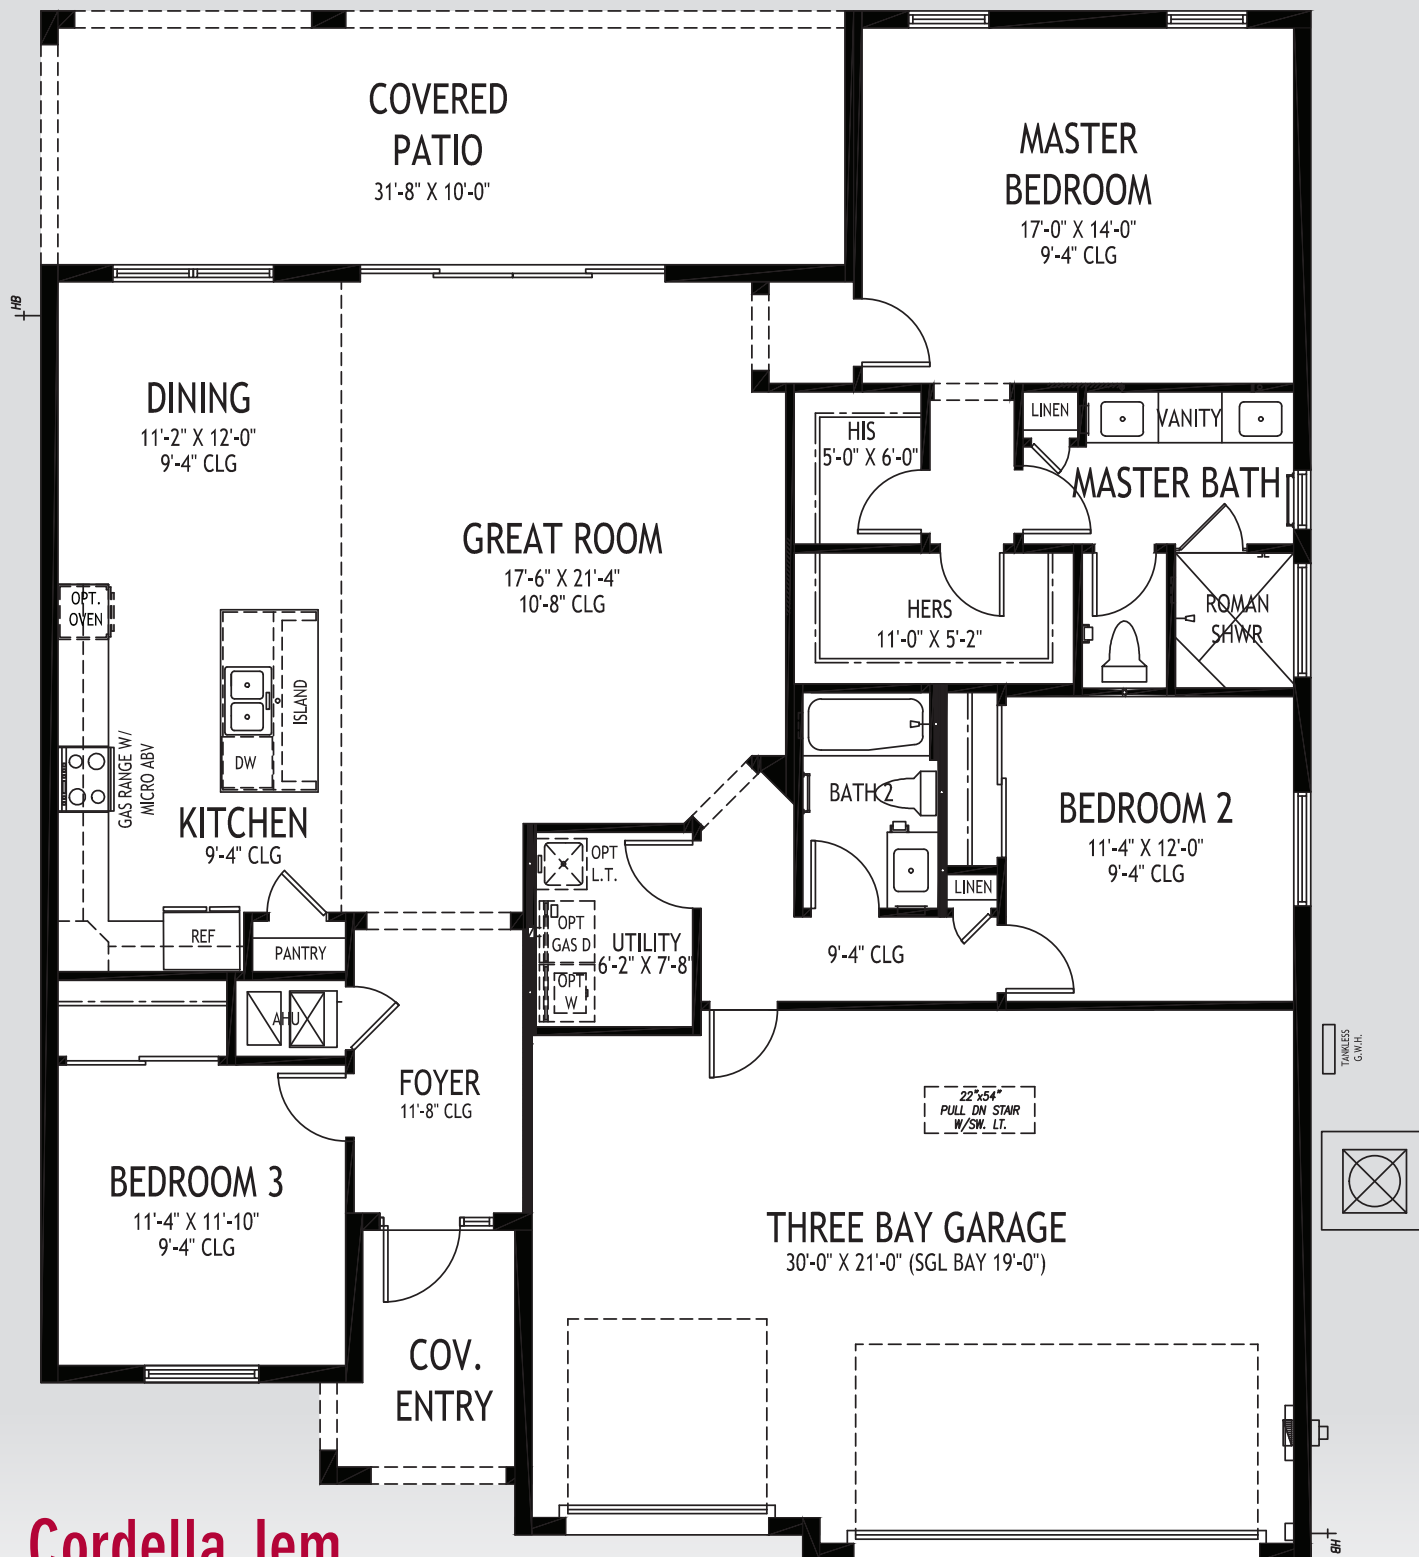 COVERED
PATIO
31'-8" X 10'-0"
MASTER
BEDROOM
17'-0" X 14'-0"
9'-4" CLG
HB
DINING
11'-2" X 12'-0"
9'-4" CLG
HIS
5'-0" X 6'-0"
LINEN
VANITY
MASTER BATH
GREAT ROOM
17'-6" X 21'-4"
10'-8" CLG
OPT.
OVEN
HERS
11'-0" X 5'-2"
ROMAN
SHWR
ISLAND
DW
GAS RANGE W/
MICRO ABV
KITCHEN
9'-4" CLG
BATH 2
BEDROOM 2
11'-4" X 12'-0"
9'-4" CLG
OPT
L.T.
LINEN
REF
PANTRY
OPT
GAS D
UTILITY
6'-2" X 7'-8"
OPT
W
9'-4" CLG
AHU
FOYER
11'-8" CLG
22"x54"
PULL DN STAIR
W/SW. LT.
TANKLESS
G.W.H.
BEDROOM 3
11'-4" X 11'-10"
9'-4" CLG
THREE BAY GARAGE
30'-0" X 21'-0" (SGL BAY 19'-0")
COV.
ENTRY
HB
Cordella Jem